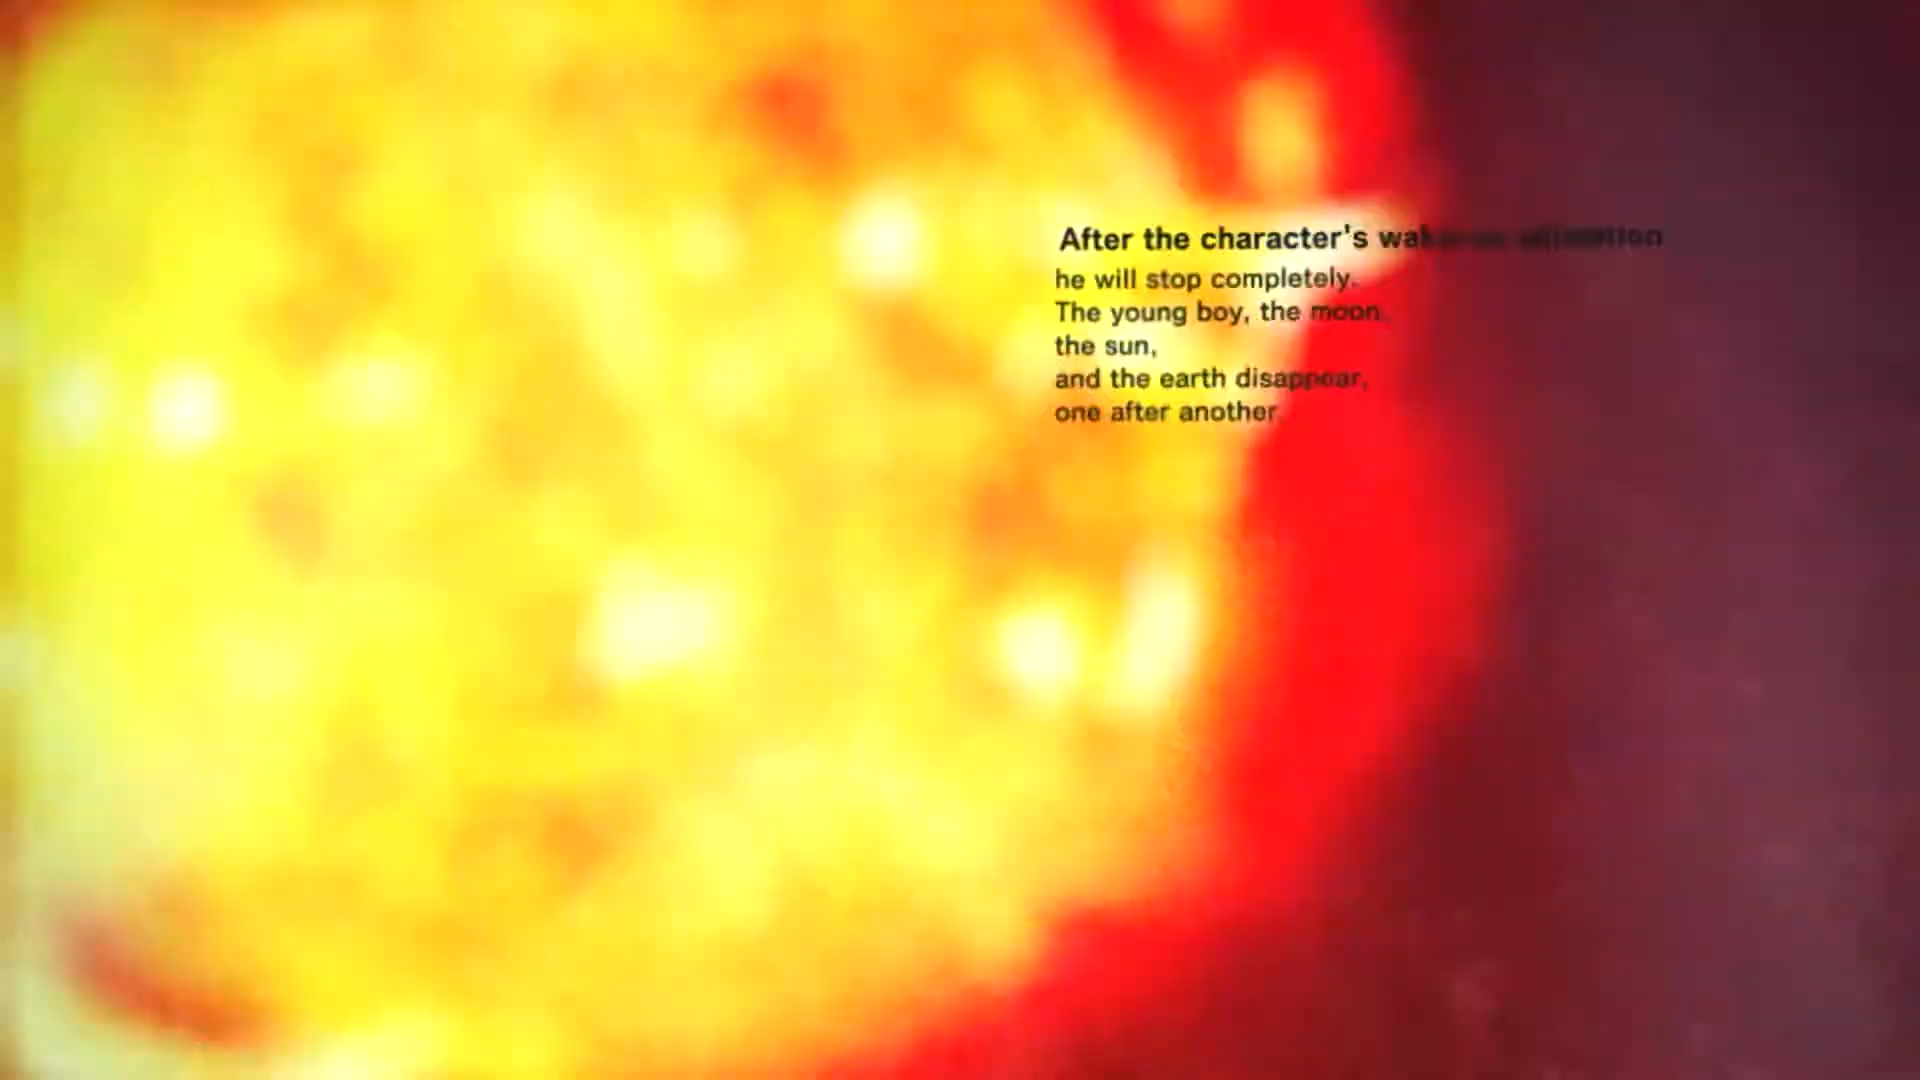 After the character's
he will stop completely.
The young boy, the moon,
the sun,
and the earth disappear,
one after another.